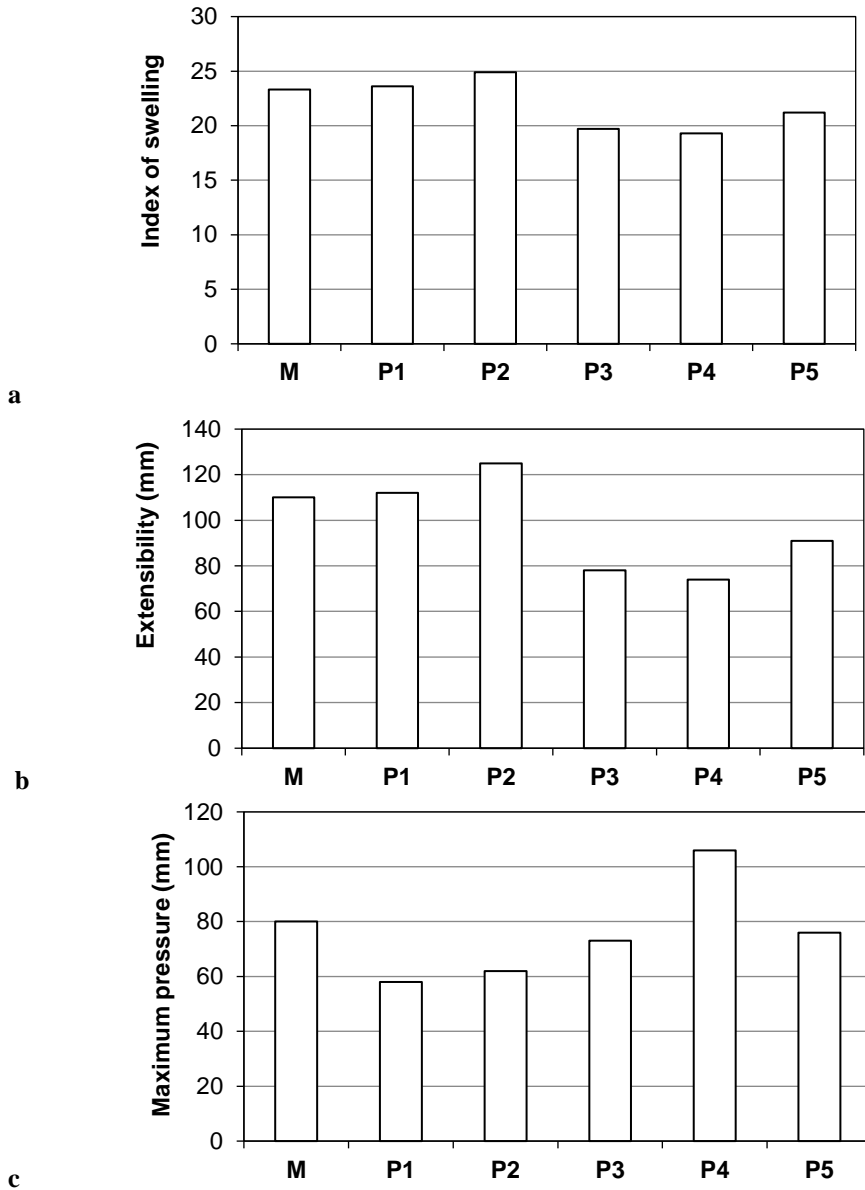 Index of swelling
30
25
20
15
10
5
0
M P1 P2 P3 P4 P5
a
Extensibility (mm)
140
120
100
80
60
40
20
0
M P1 P2 P3 P4 P5
b
Maximum pressure (mm)
120
100
80
60
40
20
0
M P1 P2 P3 P4 P5
c